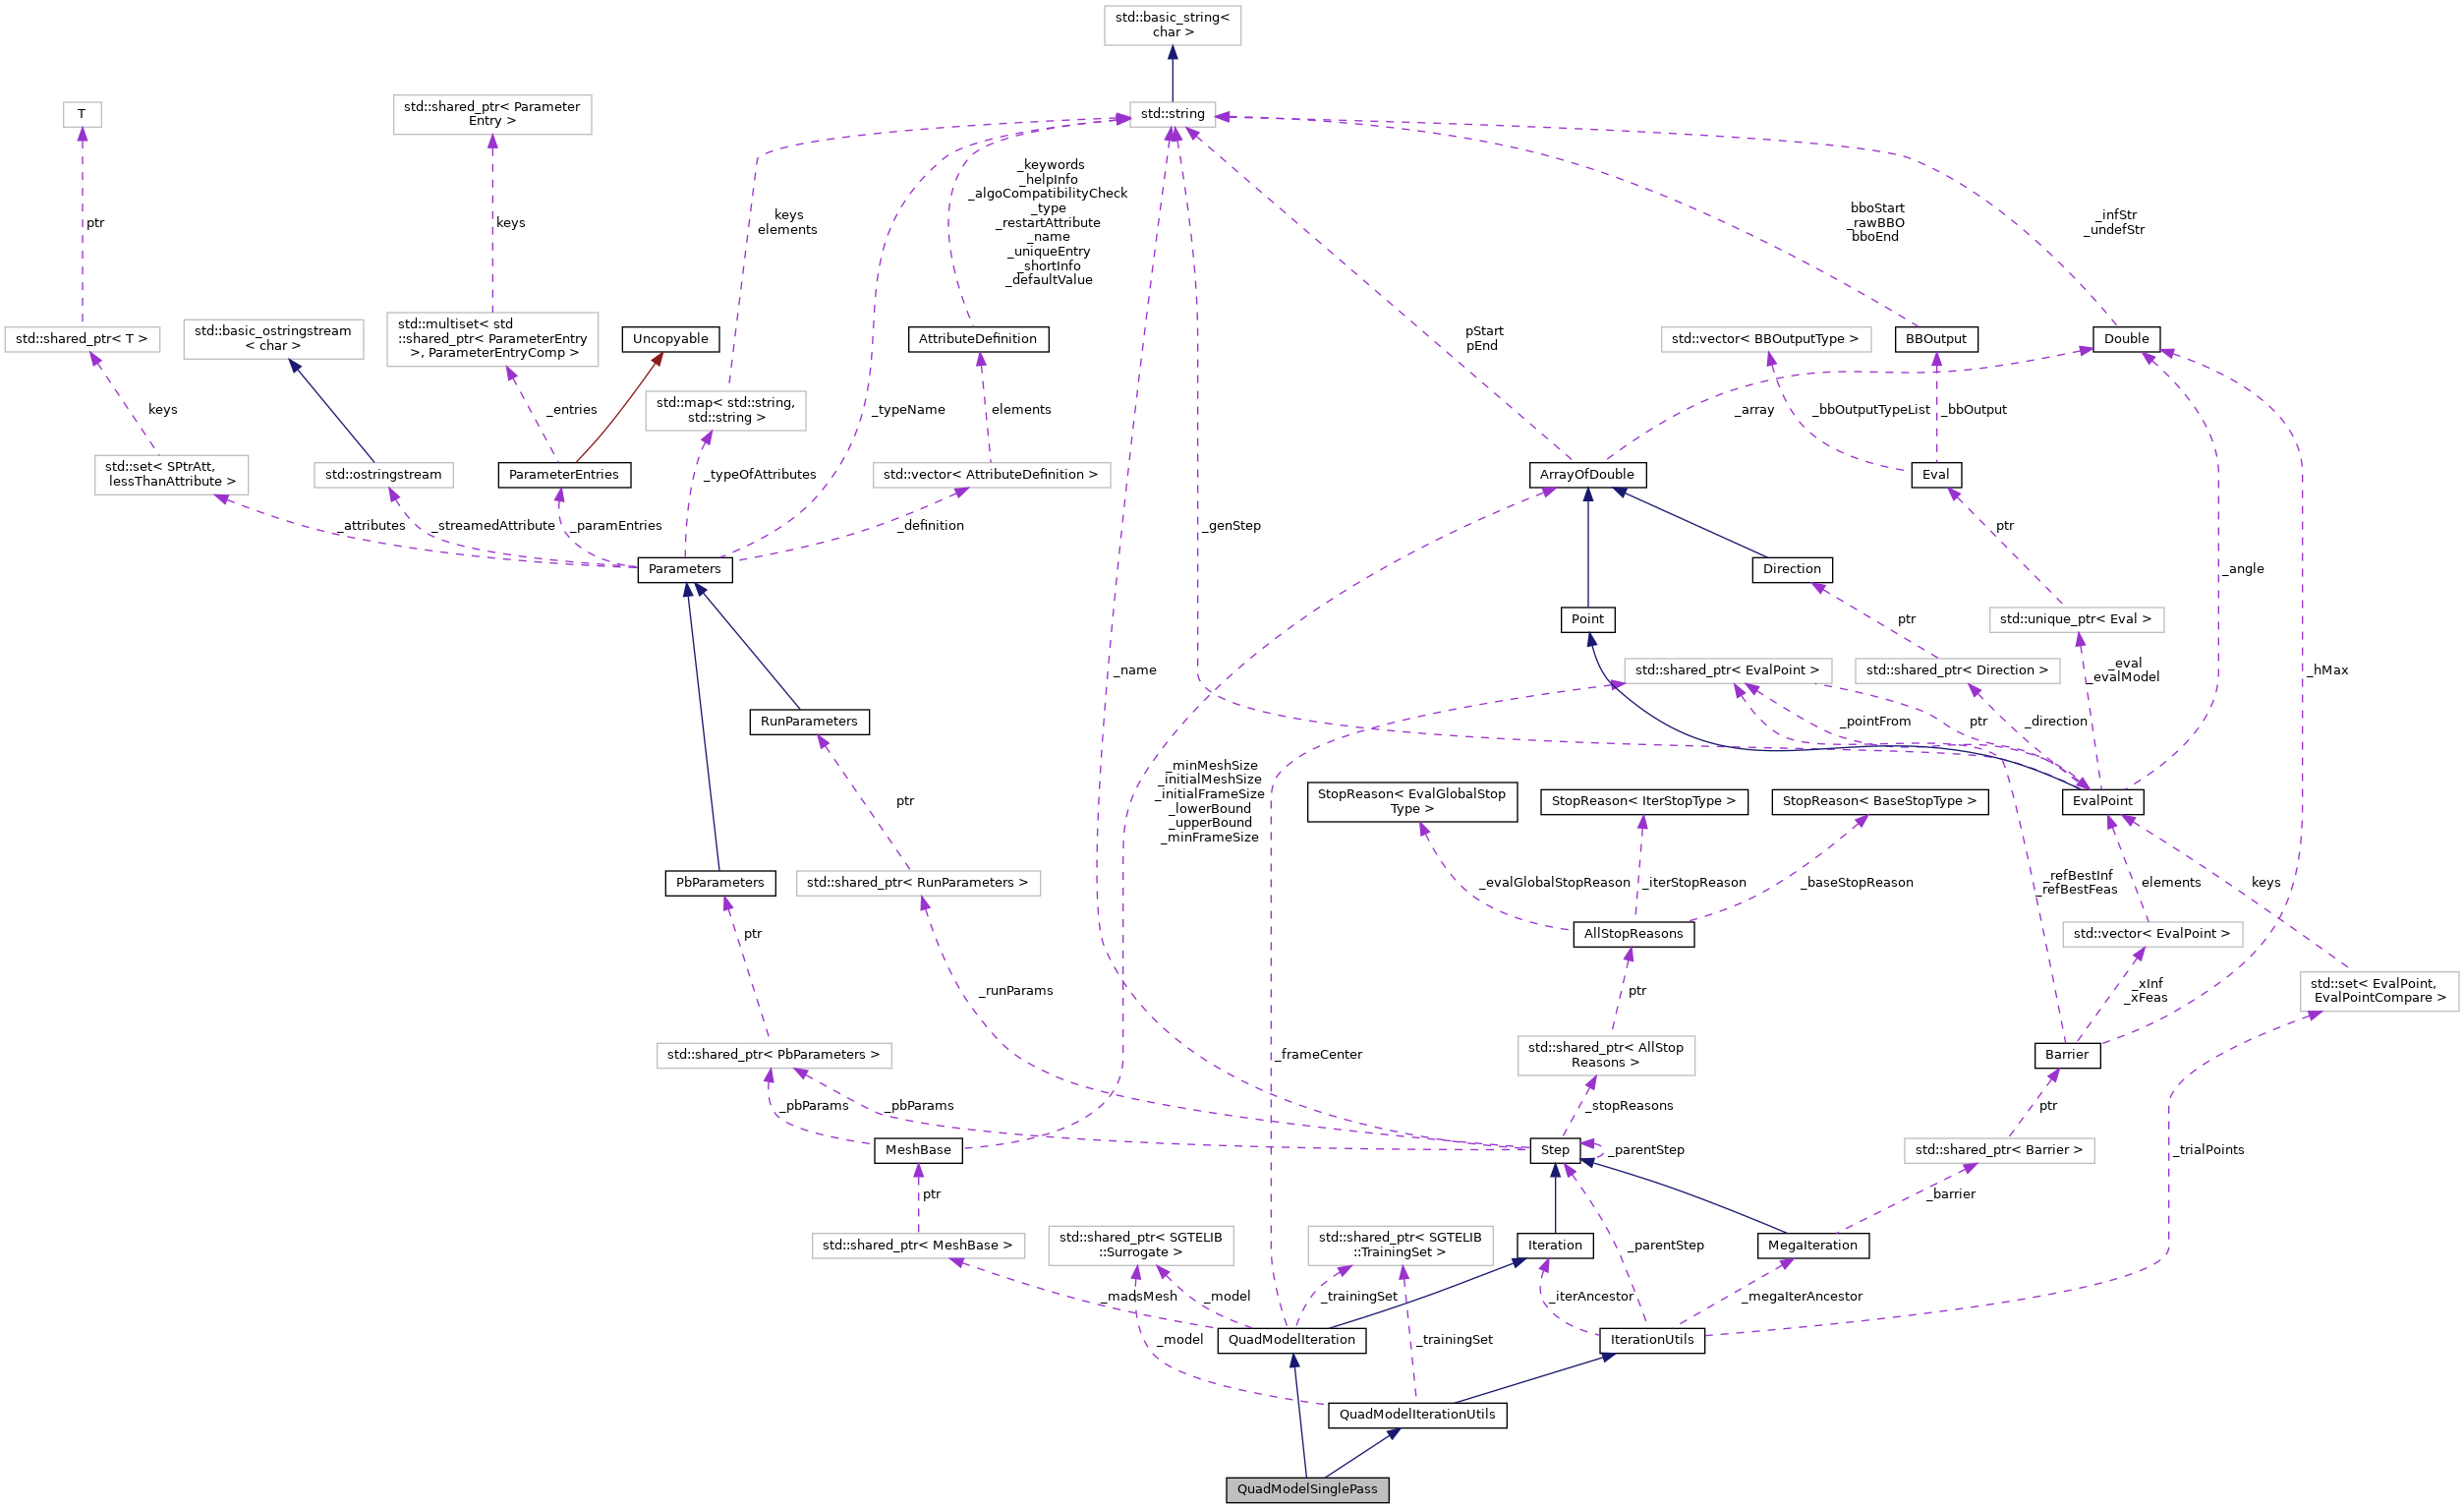 std::basic_string<
char >
T
std::shared_ptr< Parameter
Entry >
std::string
ptr
keys
keys
elements
_keywords
_helpInfo
_algoCompatibilityCheck
_type
_restartAttribute
_name
_uniqueEntry
_shortInfo
_defaultValue
bboStart
_rawBBO
bboEnd
_infStr
_undefStr
pStart
pEnd
std::shared_ptr< T >
std::basic_ostringstream
< char >
std::multiset< std
::shared_ptr< ParameterEntry
>, ParameterEntryComp >
Uncopyable
AttributeDefinition
std::vector< BBOutputType >
BBOutput
Double
keys
_entries
std::map< std::string,
std::string >
_typeName
elements
_array
_bbOutputTypeList
_bbOutput
std::set< SPtrAtt,
lessThanAttribute >
std::ostringstream
ParameterEntries
_typeOfAttributes
std::vector< AttributeDefinition >
ArrayOfDouble
Eval
_attributes
_streamedAttribute
_paramEntries
_definition
_genStep
ptr
Parameters
Direction
_angle
Point
ptr
std::unique_ptr< Eval >
_name
std::shared_ptr< EvalPoint >
std::shared_ptr< Direction >
_eval
_evalModel
_hMax
RunParameters
_pointFrom
ptr
_direction
_minMeshSize
_initialMeshSize
_initialFrameSize
_lowerBound
_upperBound
_minFrameSize
ptr
StopReason< EvalGlobalStop
Type >
StopReason< IterStopType >
StopReason< BaseStopType >
EvalPoint
PbParameters
std::shared_ptr< RunParameters >
_evalGlobalStopReason
_iterStopReason
_baseStopReason
_refBestInf
_refBestFeas
elements
keys
ptr
AllStopReasons
std::vector< EvalPoint >
_runParams
ptr
_xInf
_xFeas
std::set< EvalPoint,
EvalPointCompare >
std::shared_ptr< PbParameters >
_frameCenter
std::shared_ptr< AllStop
Reasons >
Barrier
_pbParams
_pbParams
_stopReasons
ptr
MeshBase
Step
_parentStep
std::shared_ptr< Barrier >
_trialPoints
ptr
_barrier
std::shared_ptr< MeshBase >
std::shared_ptr< SGTELIB
::Surrogate >
std::shared_ptr< SGTELIB
::TrainingSet >
Iteration
_parentStep
MegaIteration
_madsMesh
_model
_trainingSet
_iterAncestor
_megaIterAncestor
_model
QuadModelIteration
_trainingSet
IterationUtils
QuadModelIterationUtils
QuadModelSinglePass